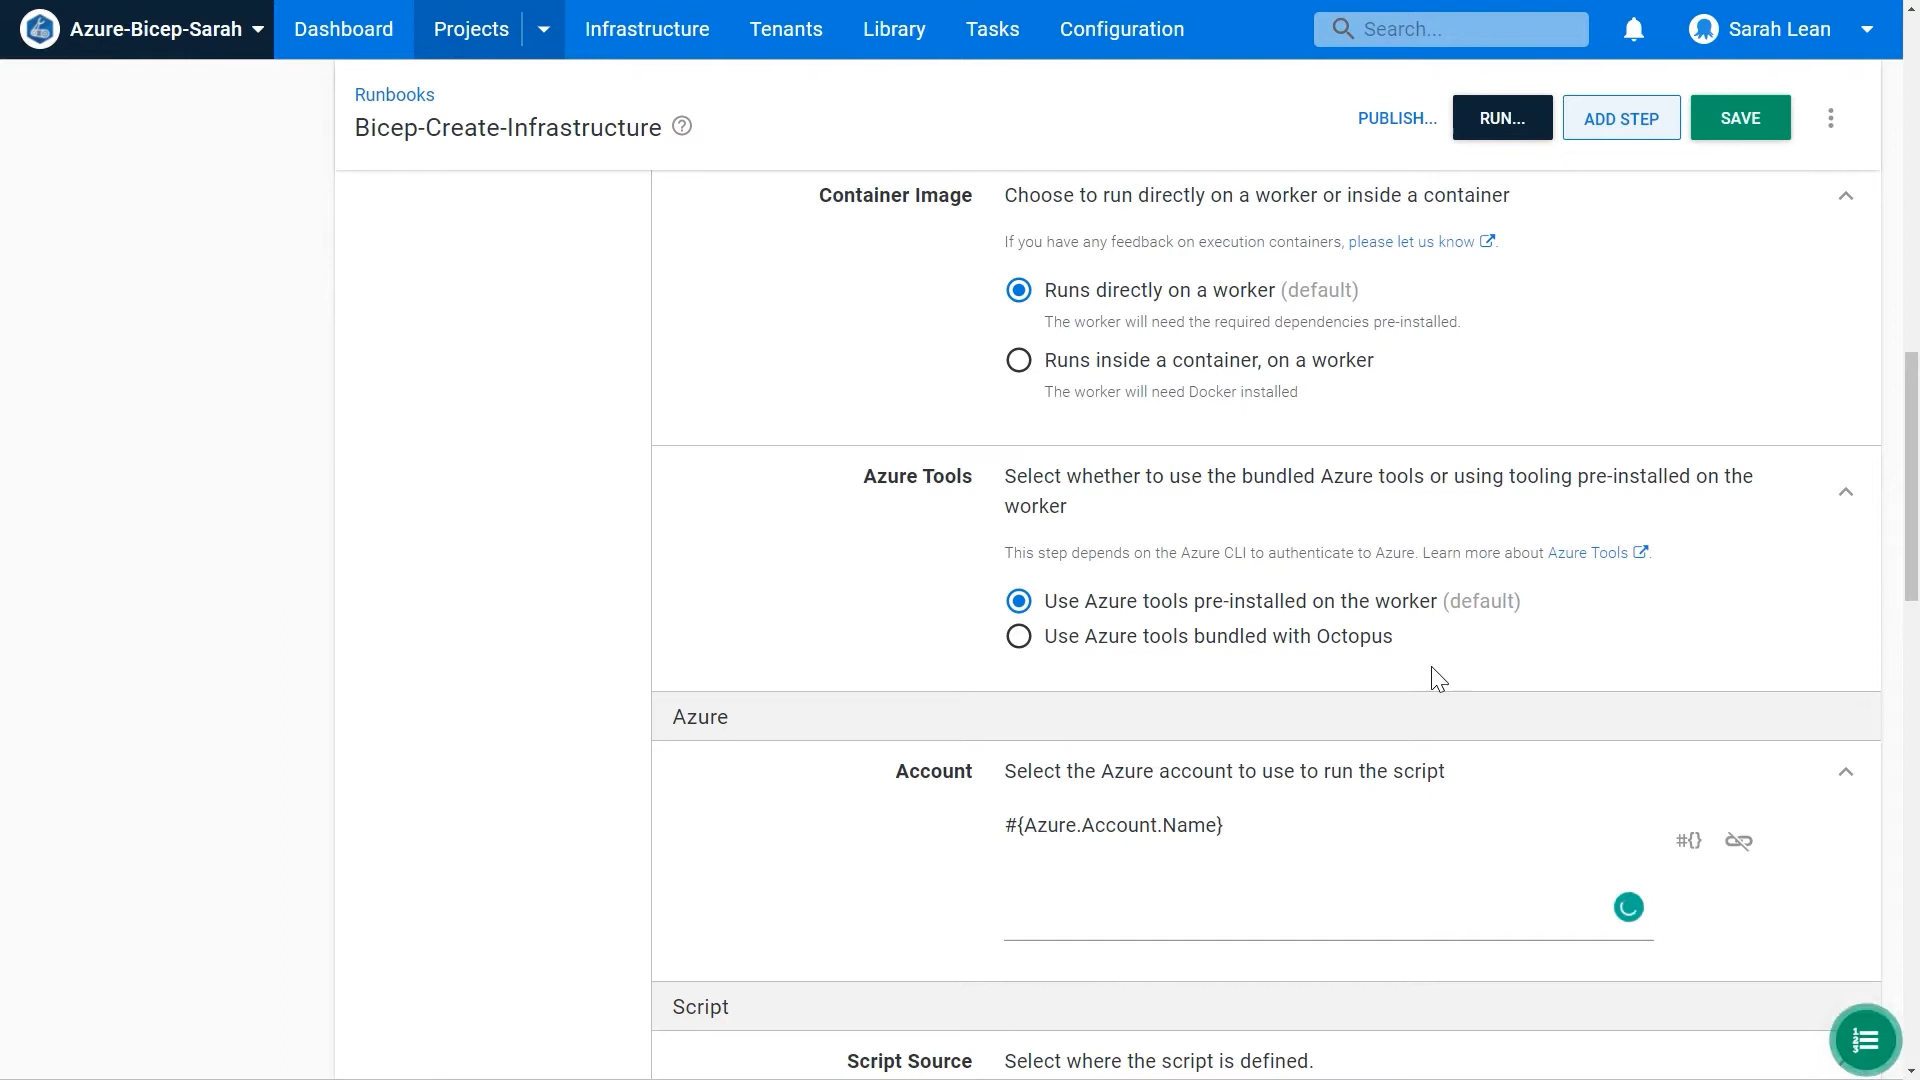 Azure-Bicep-Sarah
Dashboard
Projects
Infrastructure
Tenants
Library
Tasks
Configuration
Search...
Sarah Lean
Runbooks
Bicep-Create-Infrastructure
PUBLISH...
RUN...
ADD STEP
SAVE
Container Image
Choose to run directly on a worker or inside a container
If you have any feedback on execution containers, please let us know.
Runs directly on a worker (default)
The worker will need the required dependencies pre-installed.
Runs inside a container, on a worker
The worker will need Docker installed
Azure Tools
Select whether to use the bundled Azure tools or using tooling pre-installed on the
worker
This step depends on the Azure CLI to authenticate to Azure. Learn more about Azure Tools.
Use Azure tools pre-installed on the worker (default)
Use Azure tools bundled with Octopus
Azure
Account
Select the Azure account to use to run the script
#{Azure.Account.Name}
#{}
Script
Script Source
Select where the script is defined.